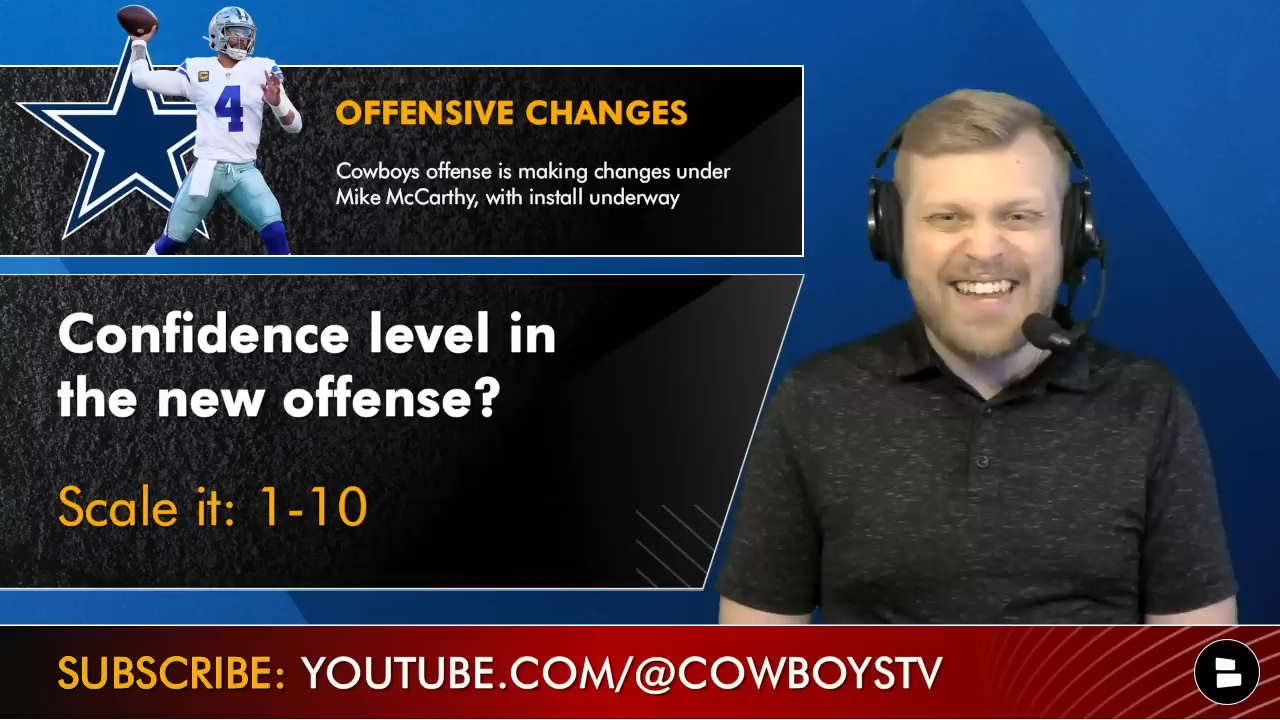 4
OFFENSIVE CHANGES
Cowboys offense is making changes under
Mike McCarthy, with install underway
Confidence level in
the new offense?
Scale it: 1-10
SUBSCRIBE: YOUTUBE.COM/@COWBOYSTV